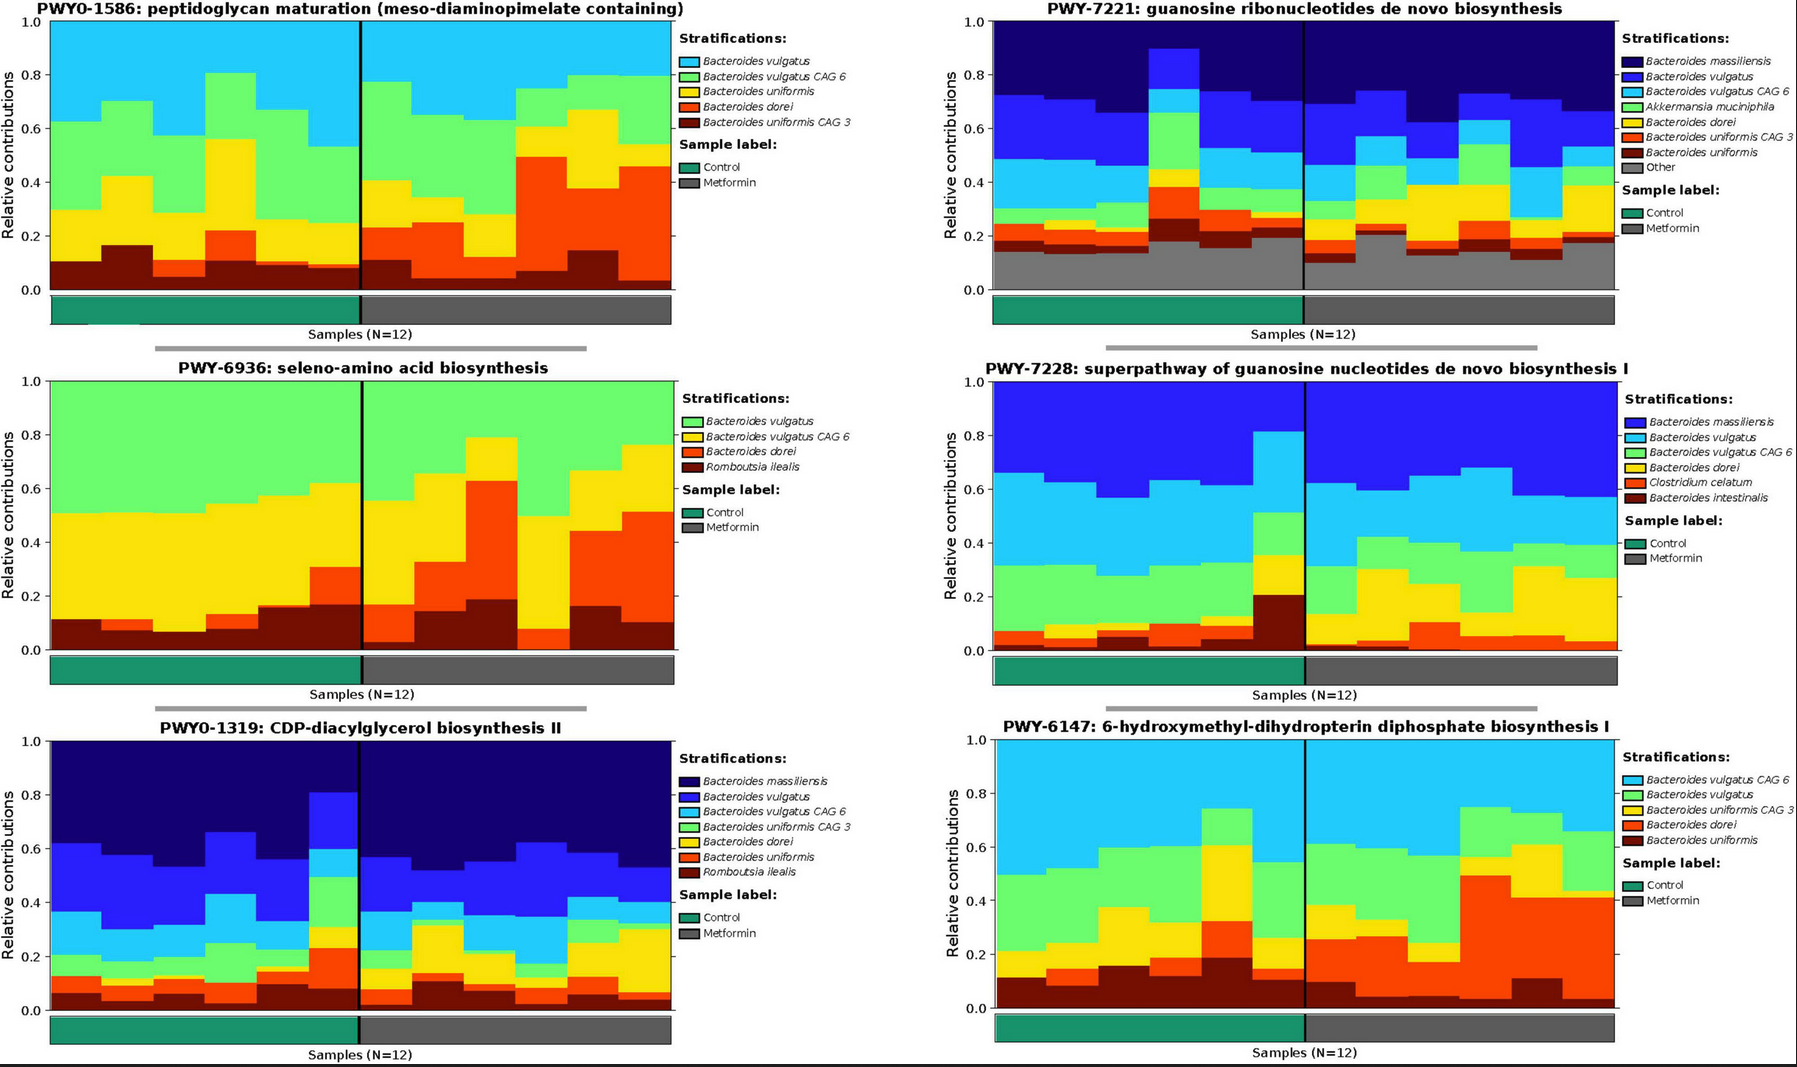 PWY0-1586: peptidoglycan maturation (meso-diaminopimelate containing)
Relative contributions
1.0
0.8
0.6
0.4
0.2
0.0
Stratifications:
Bacteroides vulgatus
Bacteroides vulgatus CAG 6
Bacteroides uniformis
Bacteroides dorei
Bacteroides uniformis CAG 3
Sample label:
Control
Metformin
Samples (N=12)
PWY-7221: guanosine ribonucleotides de novo biosynthesis
Relative contributions
1.0
0.8
0.6
0.4
0.2
0.0
Stratifications:
Bacteroides massiliensis
Bacteroides vulgatus
Bacteroides vulgatus CAG 6
Akkermansia muciniphila
Bacteroides dorei
Bacteroides uniformis CAG 3
Bacteroides uniformis
Other
Sample label:
Control
Metformin
Samples (N=12)
PWY-6936: seleno-amino acid biosynthesis
Relative contributions
1.0
0.8
0.6
0.4
0.2
0.0
Stratifications:
Bacteroides vulgatus
Bacteroides vulgatus CAG 6
Bacteroides dorei
Romboutsia ilealis
Sample label:
Control
Metformin
Samples (N=12)
PWY-7228: superpathway of guanosine nucleotides de novo biosynthesis I
Relative contributions
1.0
0.8
0.6
0.4
0.2
0.0
Stratifications:
Bacteroides massiliensis
Bacteroides vulgatus
Bacteroides vulgatus CAG 6
Bacteroides dorei
Clostridium celatum
Bacteroides intestinalis
Sample label:
Control
Metformin
Samples (N=12)
PWY0-1319: CDP-diacylglycerol biosynthesis II
Relative contributions
1.0
0.8
0.6
0.4
0.2
0.0
Stratifications:
Bacteroides massiliensis
Bacteroides vulgatus
Bacteroides vulgatus CAG 6
Bacteroides uniformis CAG 3
Bacteroides dorei
Bacteroides uniformis
Romboutsia ilealis
Sample label:
Control
Metformin
Samples (N=12)
PWY-6147: 6-hydroxymethyl-dihydropterin diphosphate biosynthesis I
Relative contributions
1.0
0.8
0.6
0.4
0.2
0.0
Stratifications:
Bacteroides vulgatus CAG 6
Bacteroides vulgatus
Bacteroides uniformis CAG 3
Bacteroides dorei
Bacteroides uniformis
Sample label:
Control
Metformin
Samples (N=12)